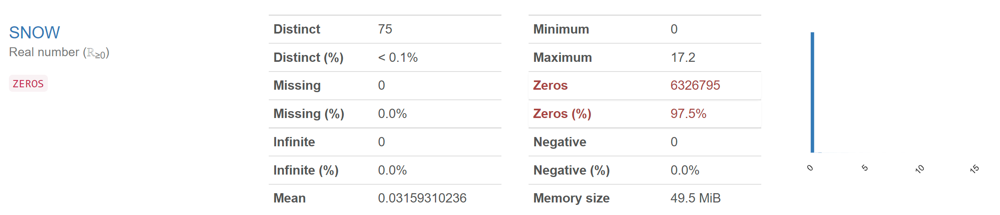 SNOW
Real number (ℝ≥0)
ZEROS
Distinct 75
Distinct (%) < 0.1%
Missing 0
Missing (%) 0.0%
Infinite 0
Infinite (%) 0.0%
Mean 0.03159310236
Minimum 0
Maximum 17.2
Zeros 6326795
Zeros (%) 97.5%
Negative 0
Negative (%) 0.0%
Memory size 49.5 MiB
0 5 10 15